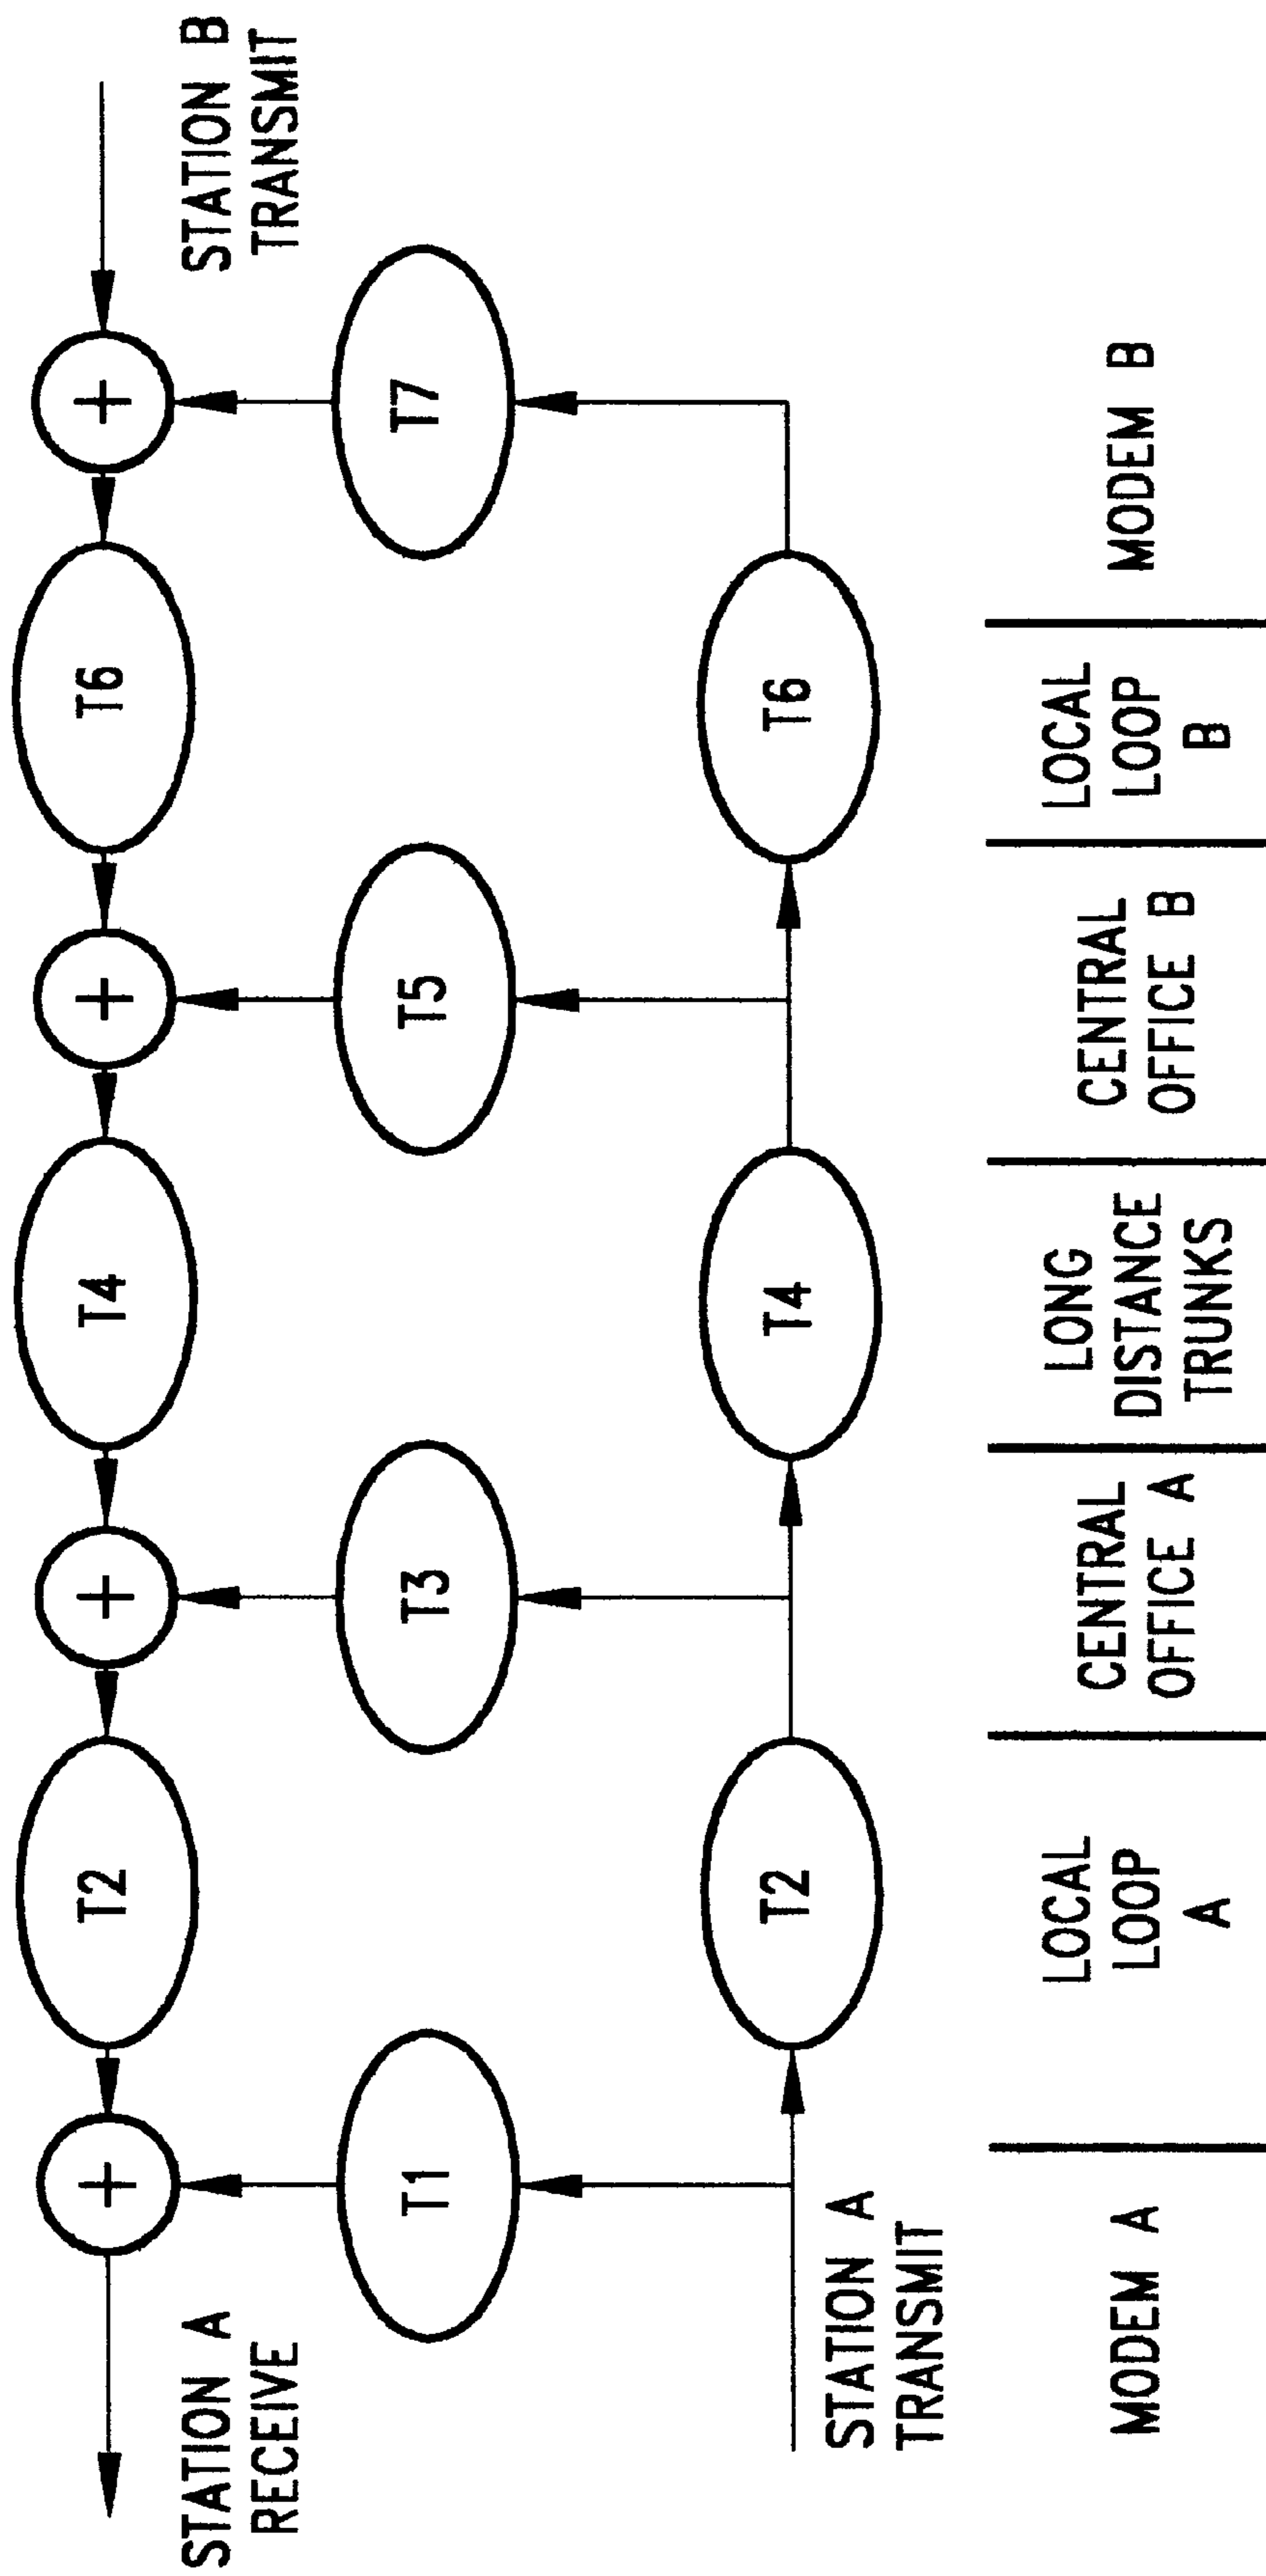 STATION A
RECEIVE
STATION B
TRANSMIT
T2
T4
T6
T1
T3
T5
T7
T2
T4
T6
STATION A
TRANSMIT
MODEM A
LOCAL
LOOP
A
CENTRAL
OFFICE A
LONG
DISTANCE
TRUNKS
CENTRAL
OFFICE B
LOCAL
LOOP
B
MODEM B